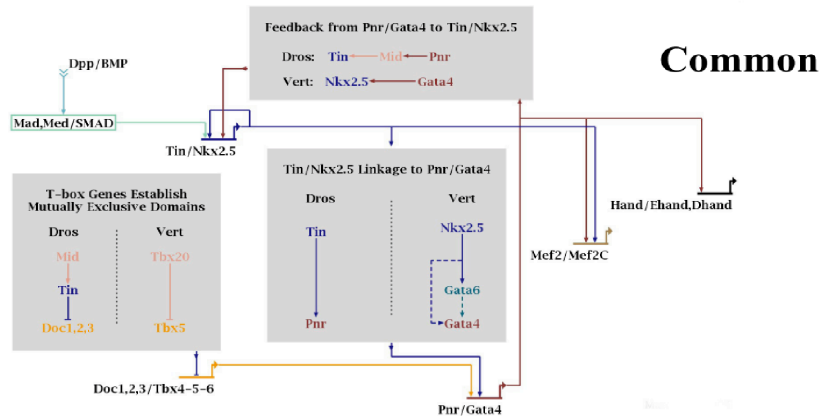 Feedback from Pnr/Gata4 to Tin/Nkx2.5
Dros: Tin Mid Pnr
Vert: Nkx2.5 Gata4
Common
Dpp/BMP
Mad,Med/SMAD
Tin/Nkx2.5
T-box Genes Establish
Mutually Exclusive Domains
Dros Vert
Mid Tbx20
Tin
Doc1,2,3 Tbx5
Tin/Nkx2.5 Linkage to Pnr/Gata4
Dros Vert
Tin Nkx2.5
Gata6
Pnr Gata4
Hand/Ehand,Dhand
Mef2/Mef2C
Doc1,2,3/Tbx4-5-6
Pnr/Gata4